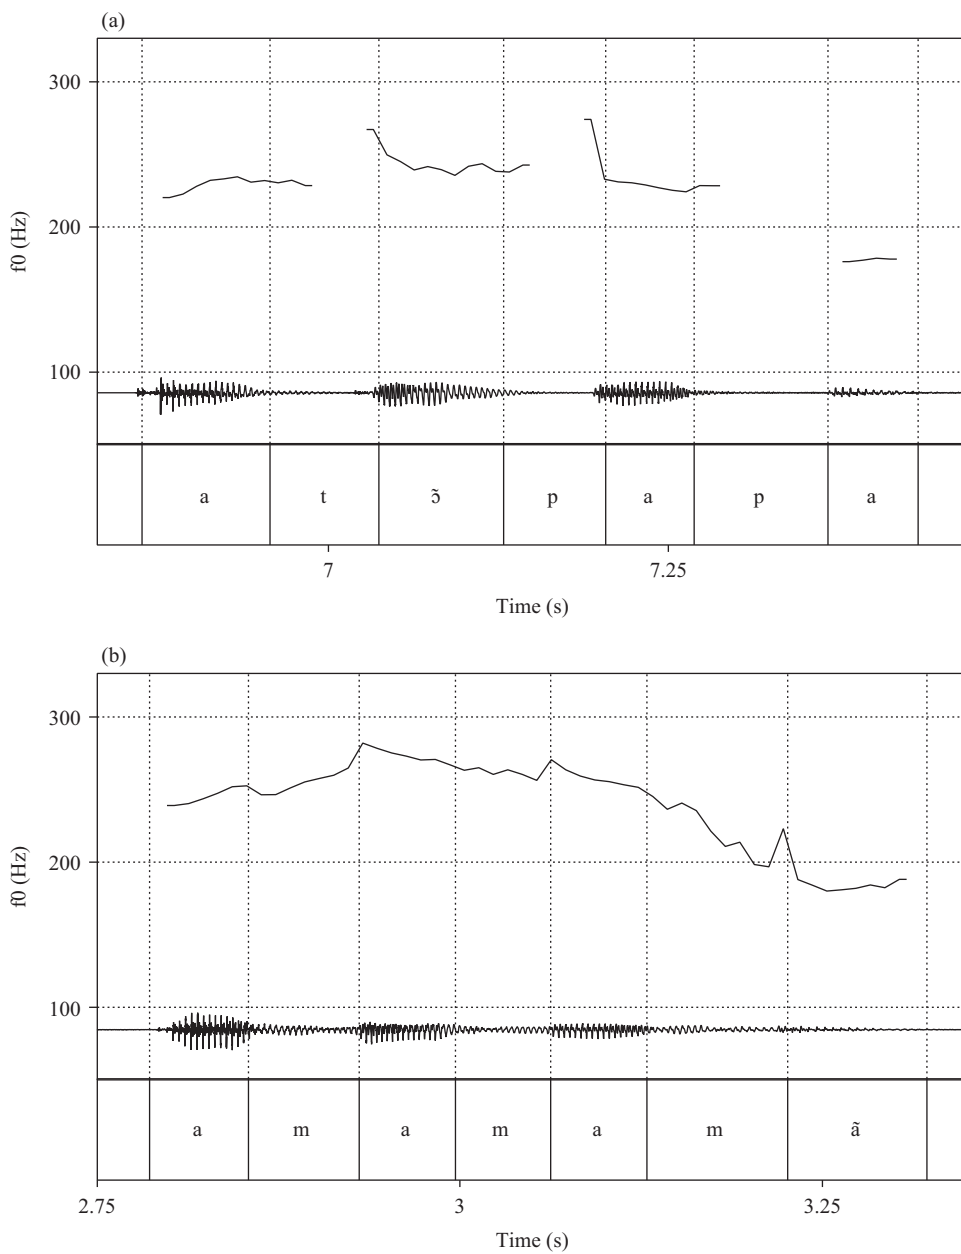 (a)
300
200
100
f0 (Hz)
a t ɔ̃ p a p a
7 7.25
Time (s)
(b)
300
200
100
f0 (Hz)
a m a m a m ã
2.75 3 3.25
Time (s)